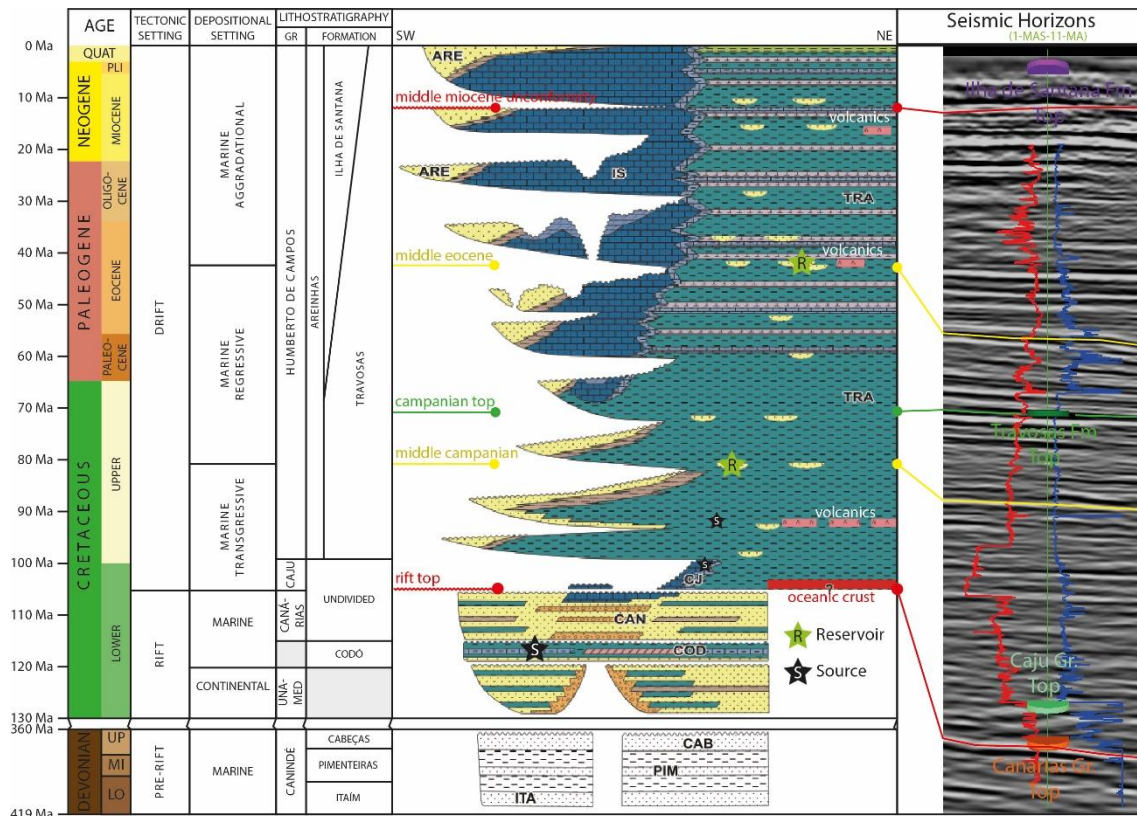 AGE
TECTONIC SETTING
DEPOSITIONAL SETTING
LITHOSTRATIGRAPHY
GR
FORMATION
SW
NE
Seismic Horizons
(1-MAS-11-MA)
0 Ma
10 Ma
20 Ma
30 Ma
40 Ma
50 Ma
60 Ma
70 Ma
80 Ma
90 Ma
100 Ma
110 Ma
120 Ma
130 Ma
360 Ma
419 Ma
QUAT
NEOGENE
PLI
MIOCENE
PALEOGENE
OLIGO-
CENE
EOCENE
PALEO-
CENE
CRETACEOUS
UPPER
LOWER
DEVONIAN
UP
MI
LO
DRIFT
RIFT
PRE-RIFT
MARINE
AGGRADATIONAL
MARINE
REGRESSIVE
MARINE
TRANSGRESSIVE
MARINE
CONTINENTAL
MARINE
HUMBERTO DE CAMPOS
CAJU
CANÁ-
RIAS
UNA-
MED
CANINDÉ
AREINHAS
ILHA DE SANTANA
TRAVOSAS
UNDIVIDED
CODÓ
CABEÇAS
PIMENTEIRAS
ITAÍM
ARE
middle miocene unconformity
volcanics
ARE
IS
TRA
middle eocene
volcanics
R
TRA
campanian top
middle campanian
R
S
volcanics
S
rift top
CJ
?
oceanic crust
CAN
S
COD
R Reservoir
S Source
CAB
PIM
ITA
Ilha de Santana Fm
Top
Travosas Fm
Top
Caju Gr.
Top
Canárias Gr.
Top